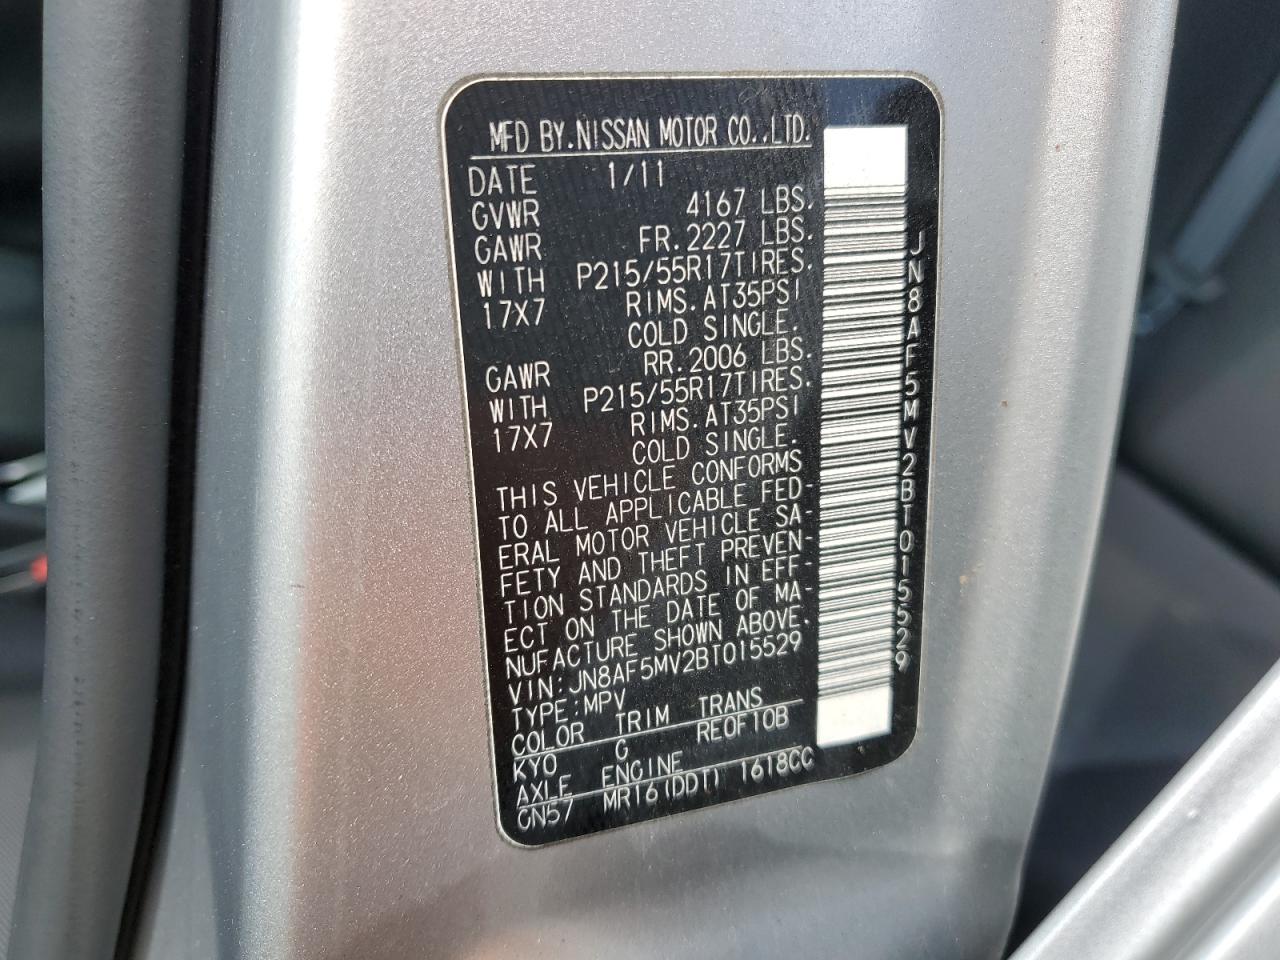 MFD BY.NISSAN MOTOR CO.,LTD.
DATE 1/11
GVWR 4167 LBS.
GAWR FR.2227 LBS.
WITH P215/55R17TIRES.
17X7 RIMS.AT35PSI
COLD SINGLE.
GAWR RR.2006 LBS.
WITH P215/55R17TIRES.
17X7 RIMS.AT35PSI
COLD SINGLE.
THIS VEHICLE CONFORMS
TO ALL APPLICABLE FED-
ERAL MOTOR VEHICLE SA-
FETY AND THEFT PREVEN-
TION STANDARDS IN EFF-
ECT ON THE DATE OF MA-
NUFACTURE SHOWN ABOVE.
VIN:JN8AF5MV2BT015529
TYPE:MPV
COLOR TRIM TRANS
KY0 G RE0F10B
AXLE ENGINE
GN57 MR16(DDT) 1618CC
JN8AF5MV2BT015529